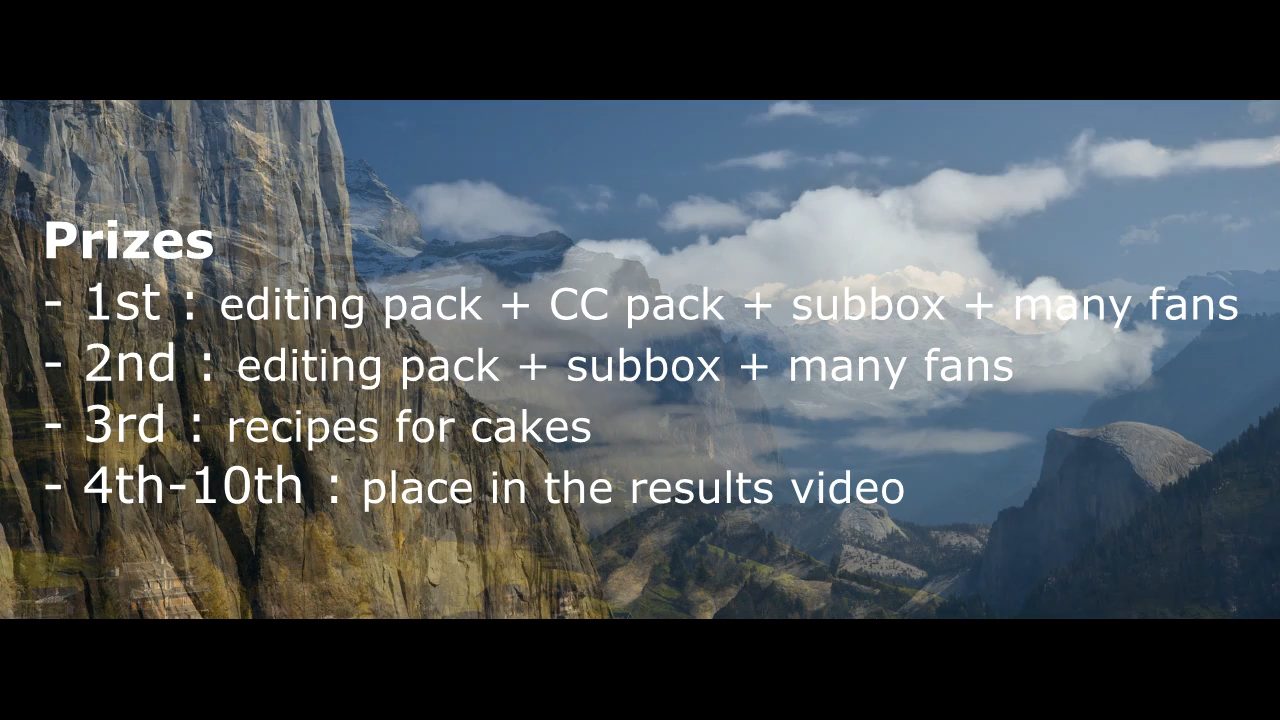 Prizes
- 1st : editing pack + CC pack + subbox + many fans
- 2nd : editing pack + subbox + many fans
- 3rd : recipes for cakes
- 4th-10th : place in the results video